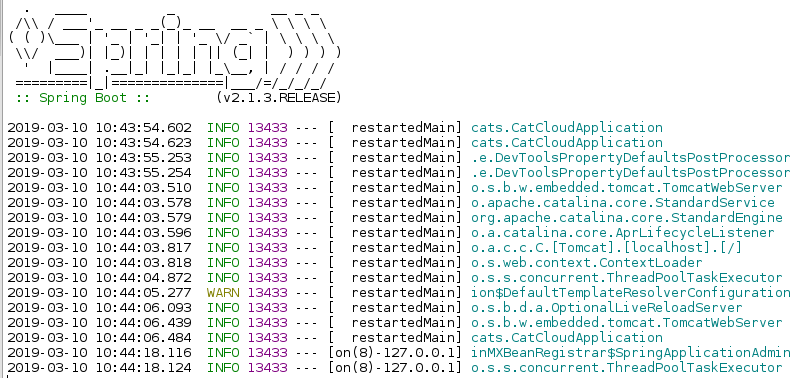 .   ____          _            __ _ _
 /\\ / ___'_ __ _ _(_)_ __  __ _ \ \ \ \
( ( )\___ | '_ | '_| | '_ \/ _` | \ \ \ \
 \\/  ___)| |_)| | | | | || (_| |  ) ) ) )
  '  |____| .__|_| |_|_| |_\__, | / / / /
 =========|_|==============|___/=/_/_/_/
 :: Spring Boot ::        (v2.1.3.RELEASE)
2019-03-10 10:43:54.602  INFO 13433 --- [  restartedMain] cats.CatCloudApplication
2019-03-10 10:43:54.623  INFO 13433 --- [  restartedMain] cats.CatCloudApplication
2019-03-10 10:43:55.253  INFO 13433 --- [  restartedMain] .e.DevToolsPropertyDefaultsPostProcessor
2019-03-10 10:43:55.254  INFO 13433 --- [  restartedMain] .e.DevToolsPropertyDefaultsPostProcessor
2019-03-10 10:44:03.510  INFO 13433 --- [  restartedMain] o.s.b.w.embedded.tomcat.TomcatWebServer
2019-03-10 10:44:03.578  INFO 13433 --- [  restartedMain] o.apache.catalina.core.StandardService
2019-03-10 10:44:03.579  INFO 13433 --- [  restartedMain] org.apache.catalina.core.StandardEngine
2019-03-10 10:44:03.596  INFO 13433 --- [  restartedMain] o.a.catalina.core.AprLifecycleListener
2019-03-10 10:44:03.817  INFO 13433 --- [  restartedMain] o.a.c.c.C.[Tomcat].[localhost].[/]
2019-03-10 10:44:03.818  INFO 13433 --- [  restartedMain] o.s.web.context.ContextLoader
2019-03-10 10:44:04.872  INFO 13433 --- [  restartedMain] o.s.s.concurrent.ThreadPoolTaskExecutor
2019-03-10 10:44:05.277  WARN 13433 --- [  restartedMain] ion$DefaultTemplateResolverConfiguration
2019-03-10 10:44:06.093  INFO 13433 --- [  restartedMain] o.s.b.d.a.OptionalLiveReloadServer
2019-03-10 10:44:06.439  INFO 13433 --- [  restartedMain] o.s.b.w.embedded.tomcat.TomcatWebServer
2019-03-10 10:44:06.484  INFO 13433 --- [  restartedMain] cats.CatCloudApplication
2019-03-10 10:44:18.116  INFO 13433 --- [on(8)-127.0.0.1] inMXBeanRegistrar$SpringApplicationAdmin
2019-03-10 10:44:18.124  INFO 13433 --- [on(8)-127.0.0.1] o.s.s.concurrent.ThreadPoolTaskExecutor